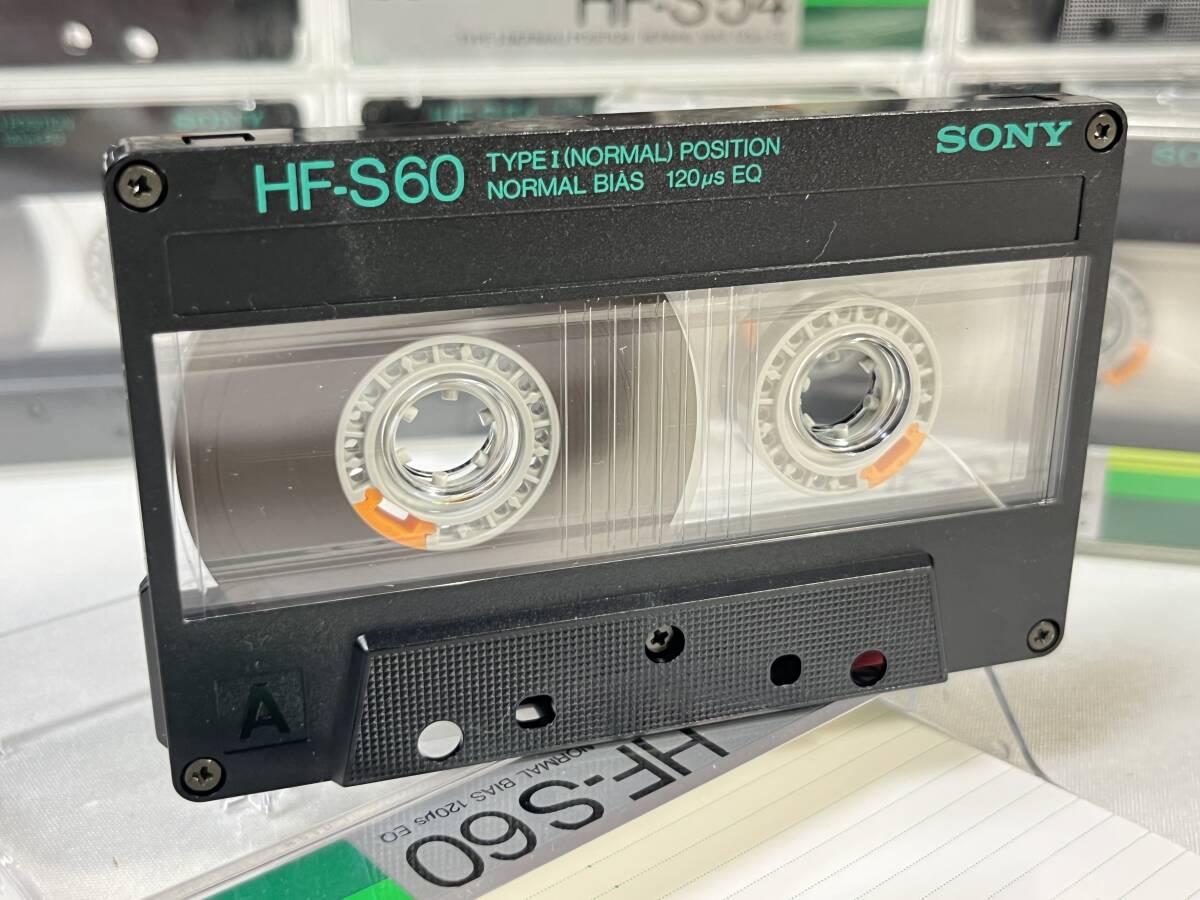 HF-S54
HF-S60
TYPE I (NORMAL) POSITION
NORMAL BIAS 120µs EQ
SONY
A
HF-S60
NORMAL BIAS 120µs EQ